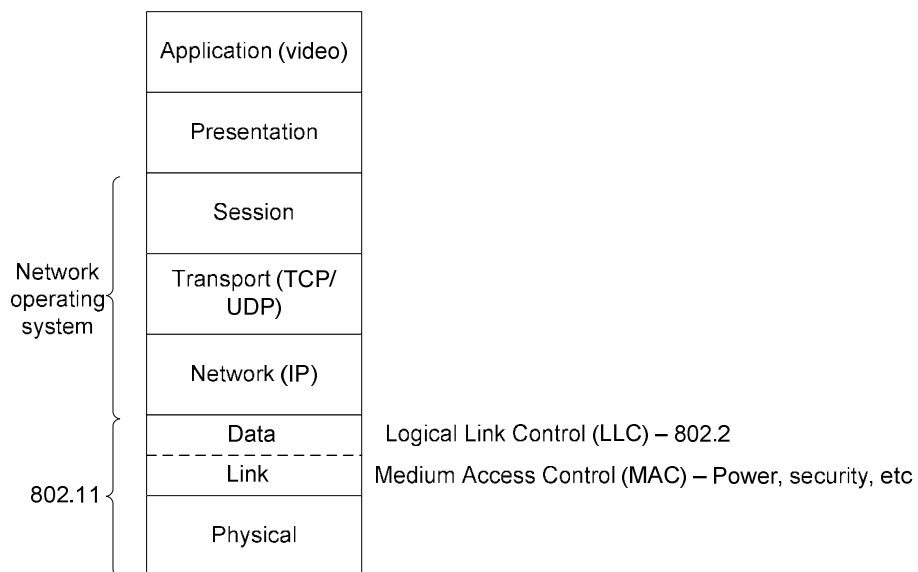 Application (video)
Presentation
Session
Transport (TCP/
UDP)
Network (IP)
Data
Link
Physical
Network
operating
system
802.11
Logical Link Control (LLC) – 802.2
Medium Access Control (MAC) – Power, security, etc